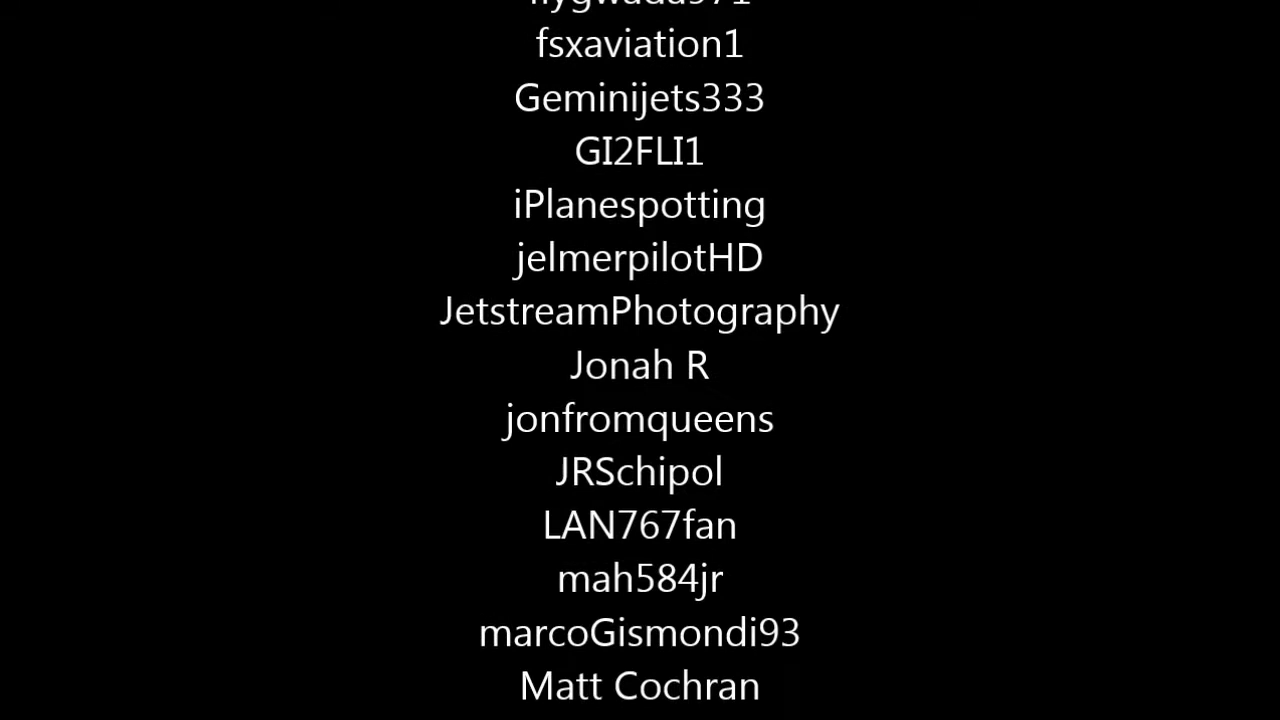 fsxaviation1
Geminijets333
GI2FLI1
iPlanespotting
jelmerpilotHD
JetstreamPhotography
Jonah R
jonfromqueens
JRSchipol
LAN767fan
mah584jr
marcoGismondi93
Matt Cochran